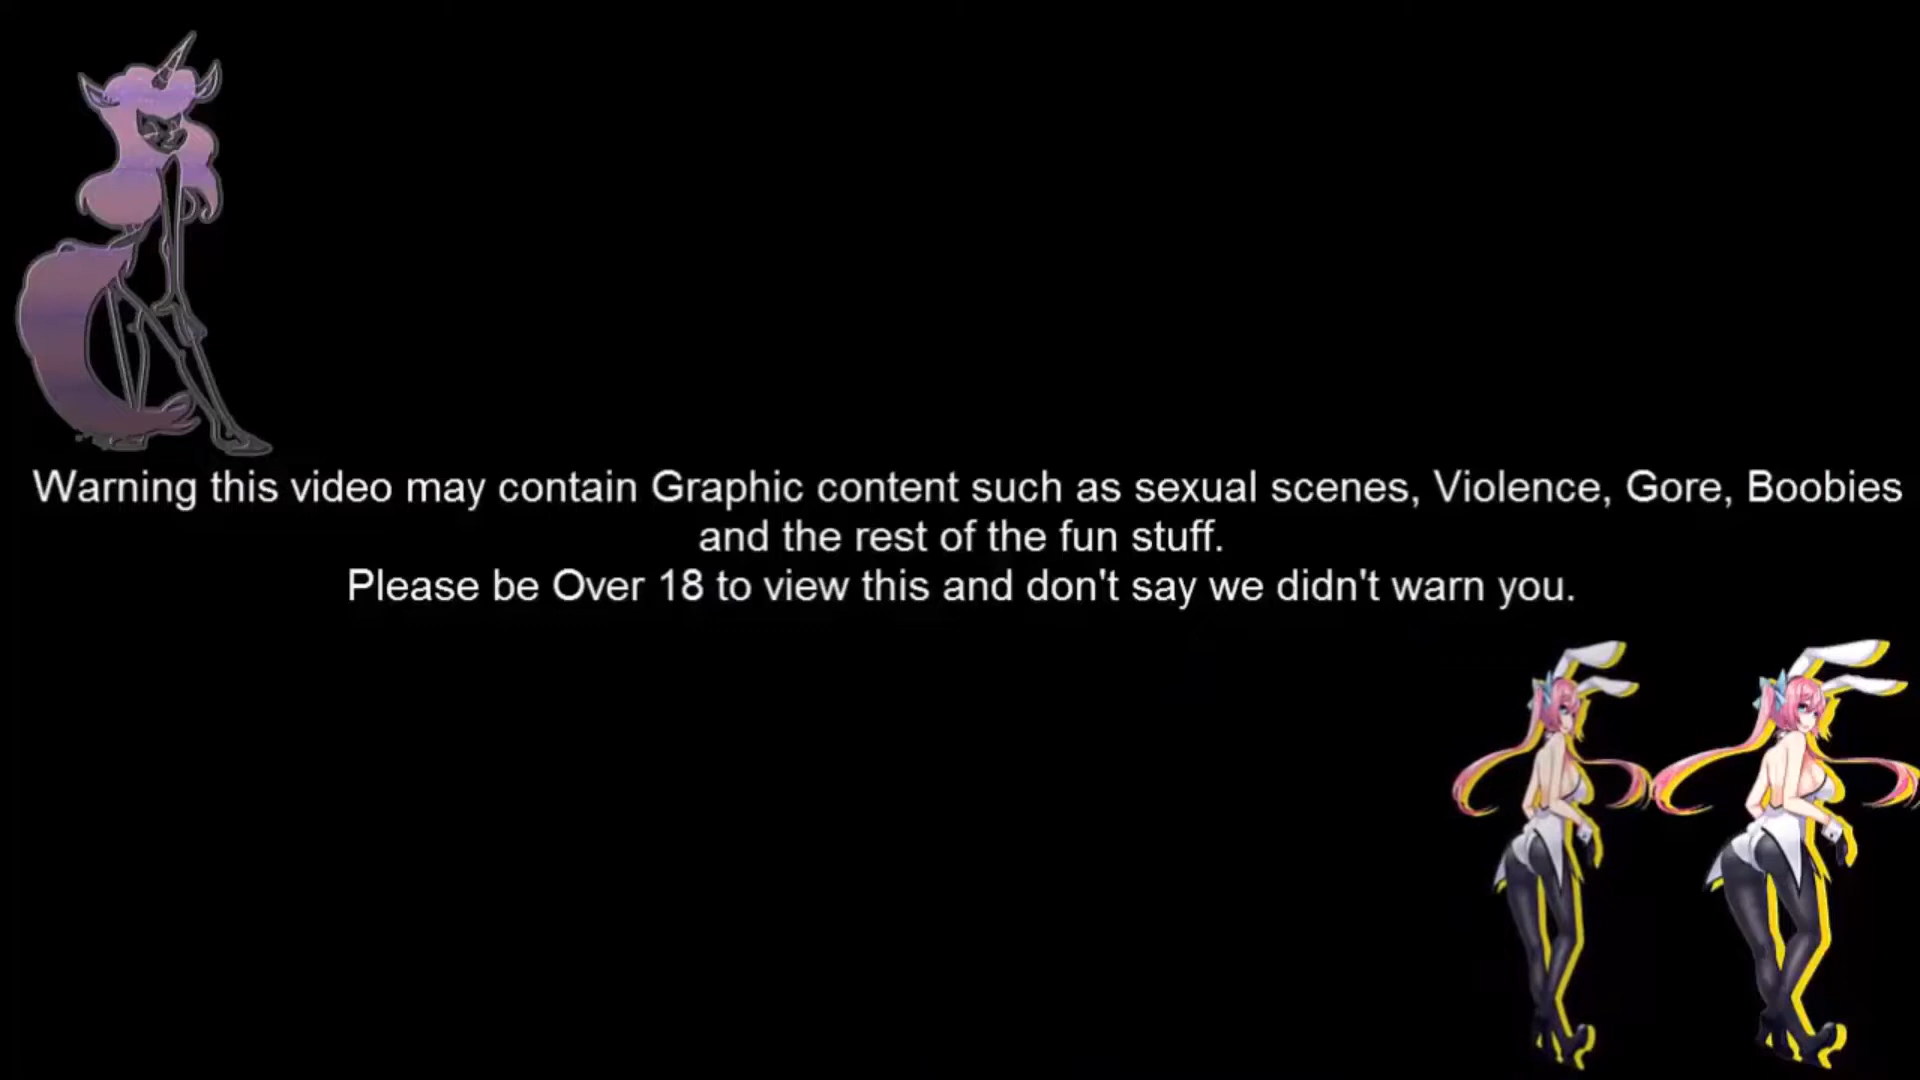 Warning this video may contain Graphic content such as sexual scenes, Violence, Gore, Boobies
and the rest of the fun stuff.
Please be Over 18 to view this and don't say we didn't warn you.